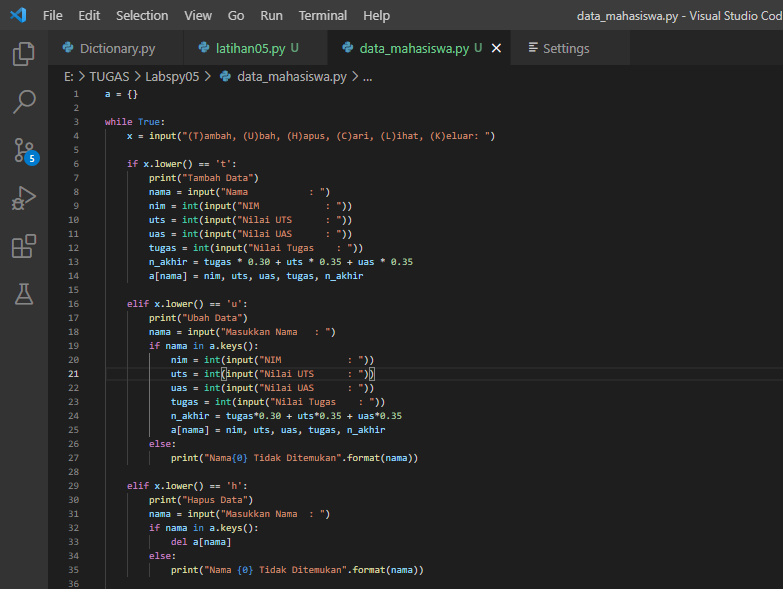 File Edit Selection View Go Run Terminal Help data_mahasiswa.py - Visual Studio Cod
Dictionary.py latihan05.py U data_mahasiswa.py U Settings
E: > TUGAS > Labspy05 > data_mahasiswa.py > ...
5
1 a = {}
2
3 while True:
4 x = input("(T)ambah, (U)bah, (H)apus, (C)ari, (L)ihat, (K)eluar: ")
5
6 if x.lower() == 't':
7 print("Tambah Data")
8 nama = input("Nama : ")
9 nim = int(input("NIM : "))
10 uts = int(input("Nilai UTS : "))
11 uas = int(input("Nilai UAS : "))
12 tugas = int(input("Nilai Tugas : "))
13 n_akhir = tugas * 0.30 + uts * 0.35 + uas * 0.35
14 a[nama] = nim, uts, uas, tugas, n_akhir
15
16 elif x.lower() == 'u':
17 print("Ubah Data")
18 nama = input("Masukkan Nama : ")
19 if nama in a.keys():
20 nim = int(input("NIM : "))
21 uts = int(input("Nilai UTS : "))
22 uas = int(input("Nilai UAS : "))
23 tugas = int(input("Nilai Tugas : "))
24 n_akhir = tugas*0.30 + uts*0.35 + uas*0.35
25 a[nama] = nim, uts, uas, tugas, n_akhir
26 else:
27 print("Nama{0} Tidak Ditemukan".format(nama))
28
29 elif x.lower() == 'h':
30 print("Hapus Data")
31 nama = input("Masukkan Nama : ")
32 if nama in a.keys():
33 del a[nama]
34 else:
35 print("Nama {0} Tidak Ditemukan".format(nama))
36